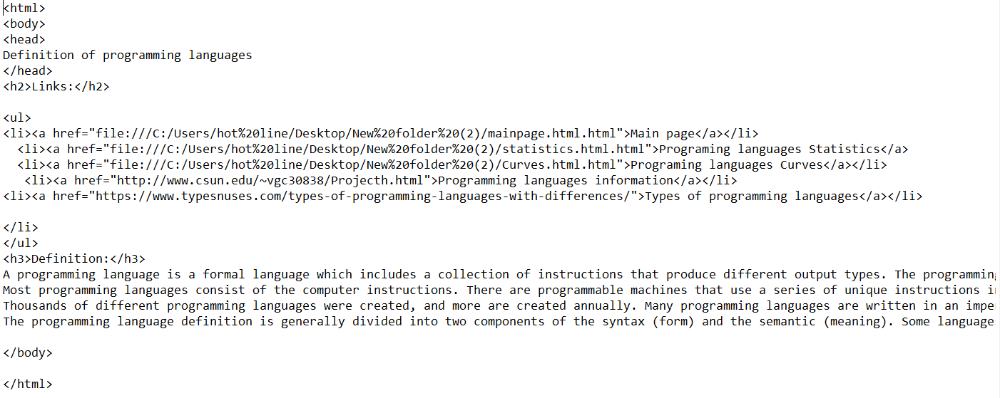 <html>
<body>
<head>
Definition of programming languages
</head>
<h2>Links:</h2>
<ul>
<li><a href="file:///C:/Users/hot%20line/Desktop/New%20folder%20(2)/mainpage.html.html">Main page</a></li>
<li><a href="file:///C:/Users/hot%20line/Desktop/New%20folder%20(2)/statistics.html.html">Programing languages Statistics</a>
<li><a href="file:///C:/Users/hot%20line/Desktop/New%20folder%20(2)/Curves.html.html">Programing languages Curves</a></li>
<li><a href="http://www.csun.edu/~vgc30838/Projecth.html">Programming languages information</a></li>
<li><a href="https://www.typesnuses.com/types-of-programming-languages-with-differences/">Types of programming languages</a></li>
</li>
</ul>
<h3>Definition:</h3>
A programming language is a formal language which includes a collection of instructions that produce different output types. The
Most programming languages consist of the computer instructions. There are programmable machines that use a series of unique instructions
Thousands of different programming languages were created, and more are created annually. Many programming languages are written in an
The programming language definition is generally divided into two components of the syntax (form) and the semantic (meaning). Some language
</body>
</html>